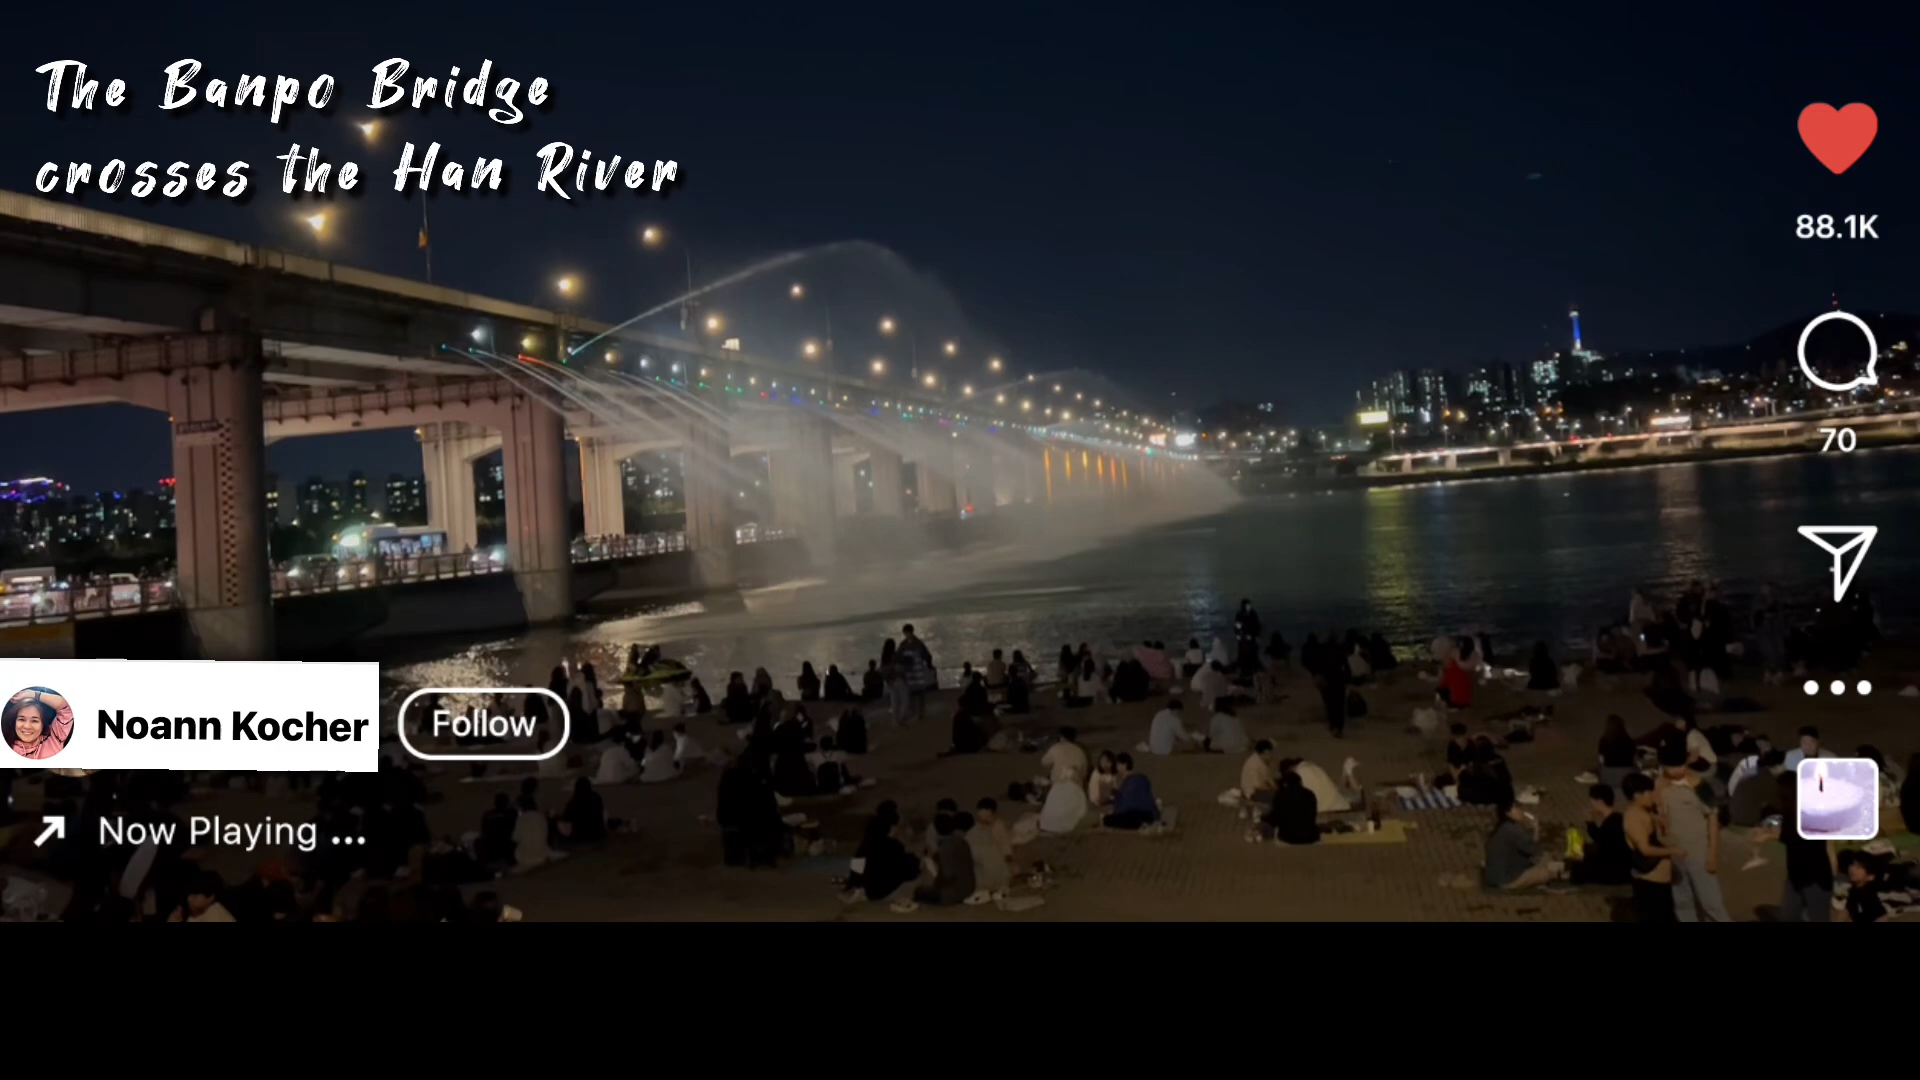 The Banpo Bridge
crosses the Han River
88.1K
70
Noann Kocher
Follow
Now Playing ...